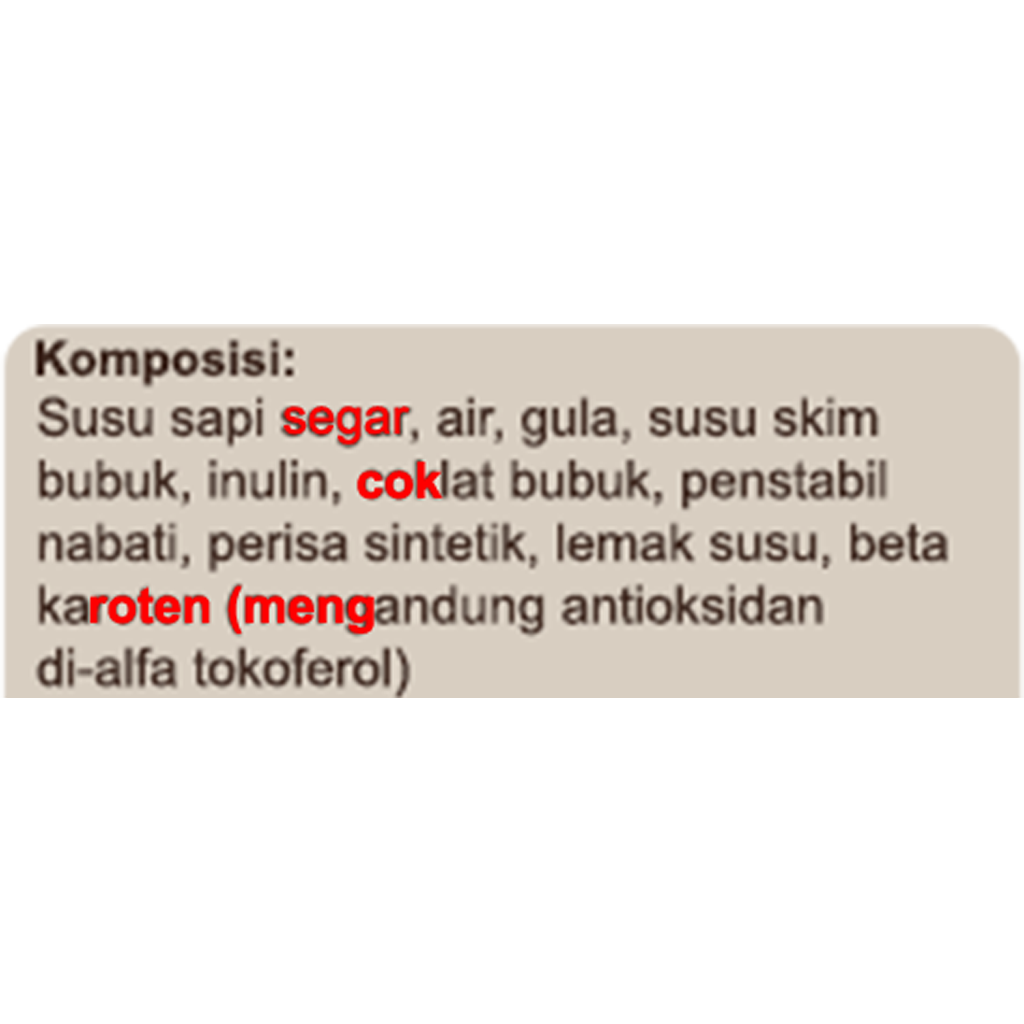 Komposisi:
Susu sapi segar, air, gula, susu skim
bubuk, inulin, coklat bubuk, penstabil
nabati, perisa sintetik, lemak susu, beta
karoten (mengandung antioksidan
di-alfa tokoferol)